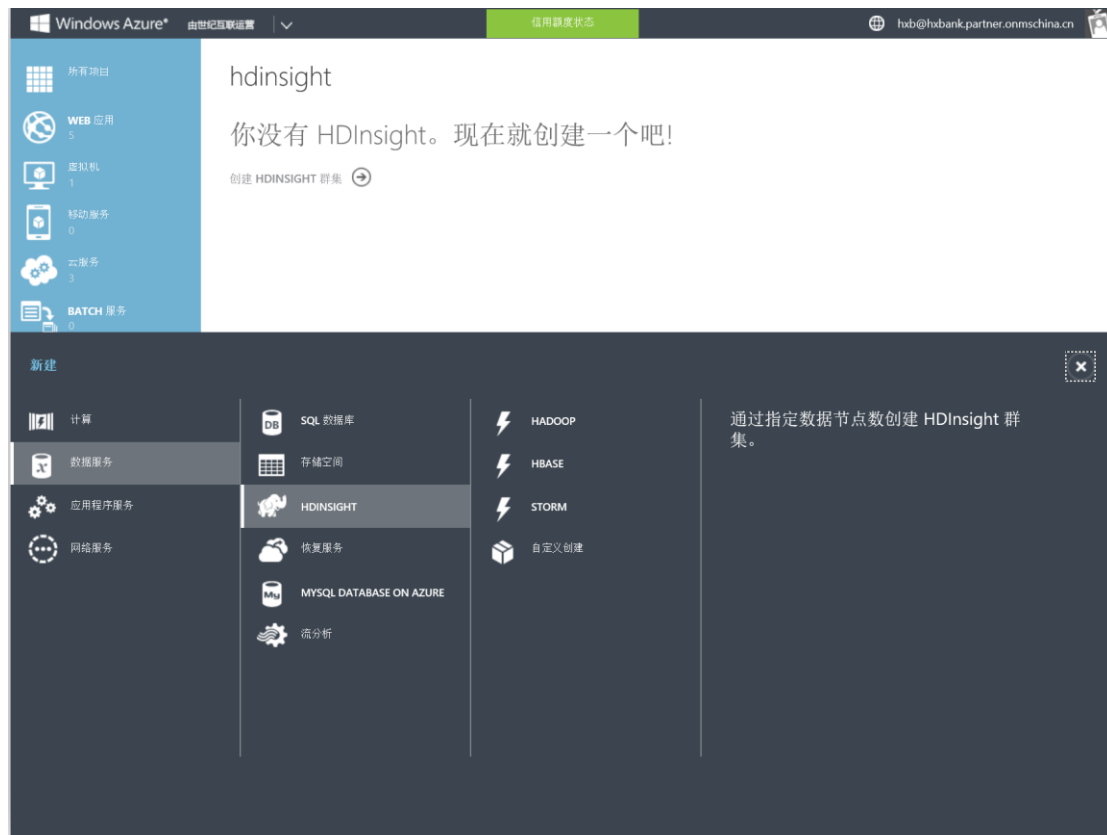 Windows Azure* 由世纪互联运营
信用额度状态
hxb@hxbank.partner.onmschina.cn
所有项目
WEB 应用
5
虚拟机
1
移动服务
0
云服务
3
BATCH 服务
0
hdinsight
你没有 HDInsight。现在就创建一个吧!
创建 HDINSIGHT 群集
新建
计算
数据服务
应用程序服务
网络服务
DB
SQL 数据库
存储空间
HDINSIGHT
恢复服务
My
MYSQL DATABASE ON AZURE
流分析
HADOOP
HBASE
STORM
自定义创建
通过指定数据节点数创建 HDInsight 群
集。